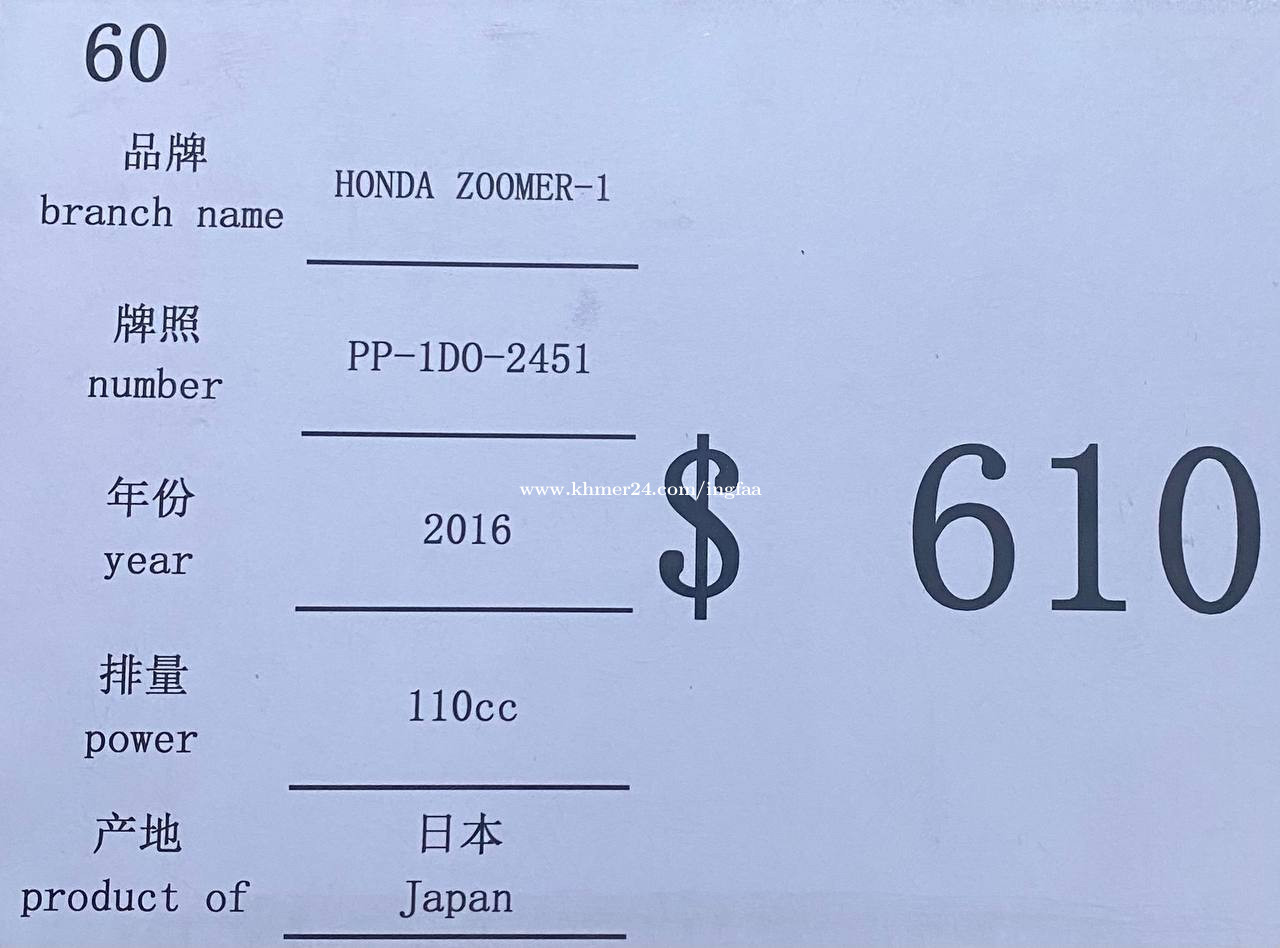 60
品牌
branch name
HONDA ZOOMER-1
牌照
number
PP-1DO-2451
年份
year
2016
$ 610
www.khmer24.com/ingfaa
排量
power
110cc
产地
product of
日本
Japan